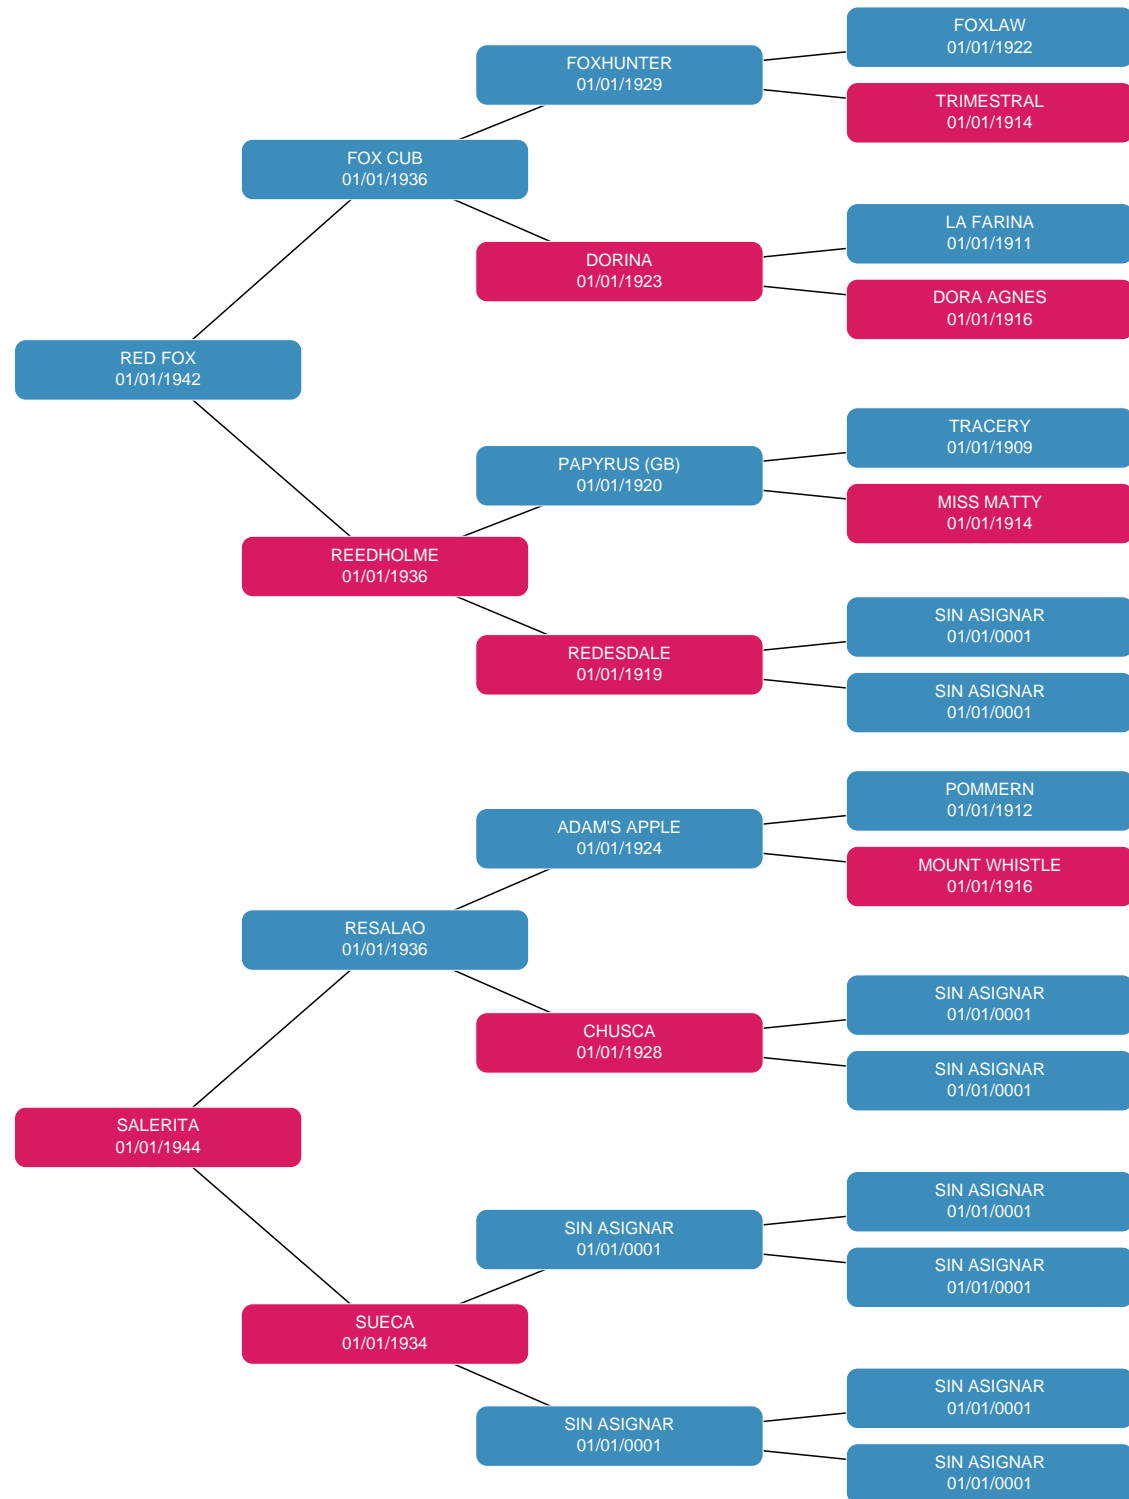 FOXLAW
01/01/1922
FOXHUNTER
01/01/1929
TRIMESTRAL
01/01/1914
FOX CUB
01/01/1936
LA FARINA
01/01/1911
DORINA
01/01/1923
DORA AGNES
01/01/1916
RED FOX
01/01/1942
TRACERY
01/01/1909
PAPYRUS (GB)
01/01/1920
MISS MATTY
01/01/1914
REEDHOLME
01/01/1936
SIN ASIGNAR
01/01/0001
REDESDALE
01/01/1919
SIN ASIGNAR
01/01/0001
POMMERN
01/01/1912
ADAM'S APPLE
01/01/1924
MOUNT WHISTLE
01/01/1916
RESALAO
01/01/1936
SIN ASIGNAR
01/01/0001
CHUSCA
01/01/1928
SIN ASIGNAR
01/01/0001
SALERITA
01/01/1944
SIN ASIGNAR
01/01/0001
SIN ASIGNAR
01/01/0001
SIN ASIGNAR
01/01/0001
SUECA
01/01/1934
SIN ASIGNAR
01/01/0001
SIN ASIGNAR
01/01/0001
SIN ASIGNAR
01/01/0001